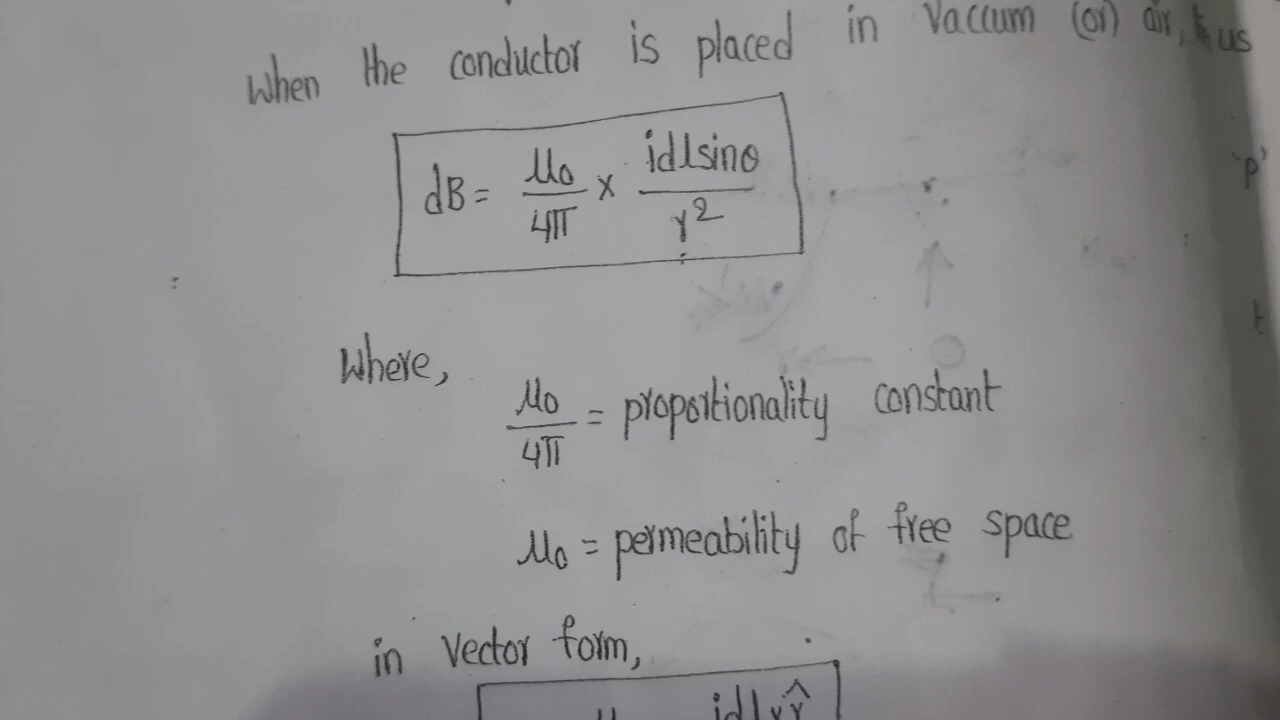 When the conductor is placed in Vaccum (or) air, thus
dB = μ0/4π × idlsinθ/r²
'p'
t
Where,
μ0/4π = proportionality constant
μ0 = permeability of free space
in Vector form,
idl×r̂